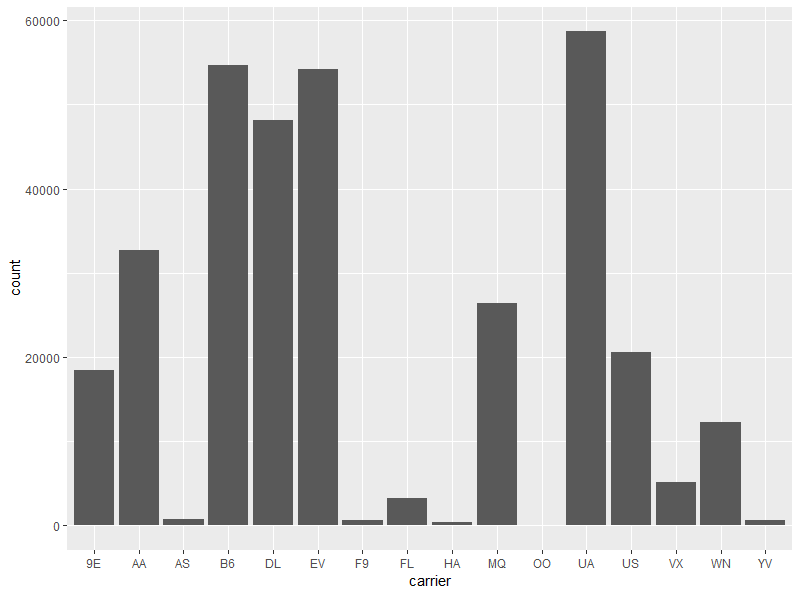 60000
40000
20000
0
count
9E AA AS B6 DL EV F9 FL HA MQ OO UA US VX WN YV
carrier